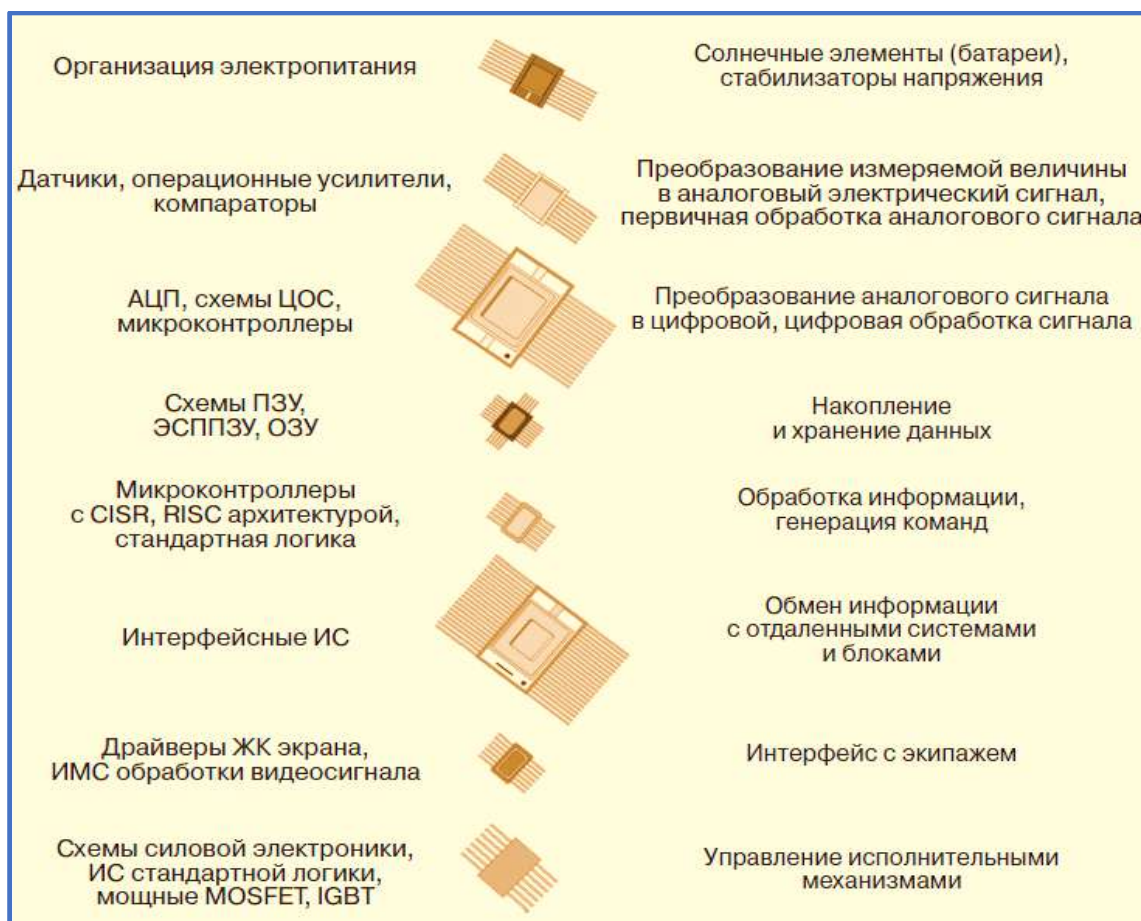 Организация электропитания
Солнечные элементы (батареи),
стабилизаторы напряжения
Датчики, операционные усилители,
компараторы
Преобразование измеряемой величины
в аналоговый электрический сигнал,
первичная обработка аналогового сигнала
АЦП, схемы ЦОС,
микроконтроллеры
Преобразование аналогового сигнала
в цифровой, цифровая обработка сигнала
Схемы ПЗУ,
ЭСППЗУ, ОЗУ
Накопление
и хранение данных
Микроконтроллеры
с CISR, RISC архитектурой,
стандартная логика
Обработка информации,
генерация команд
Интерфейсные ИС
Обмен информации
с отдаленными системами
и блоками
Драйверы ЖК экрана,
ИМС обработки видеосигнала
Интерфейс с экипажем
Схемы силовой электроники,
ИС стандартной логики,
мощные MOSFET, IGBT
Управление исполнительными
механизмами